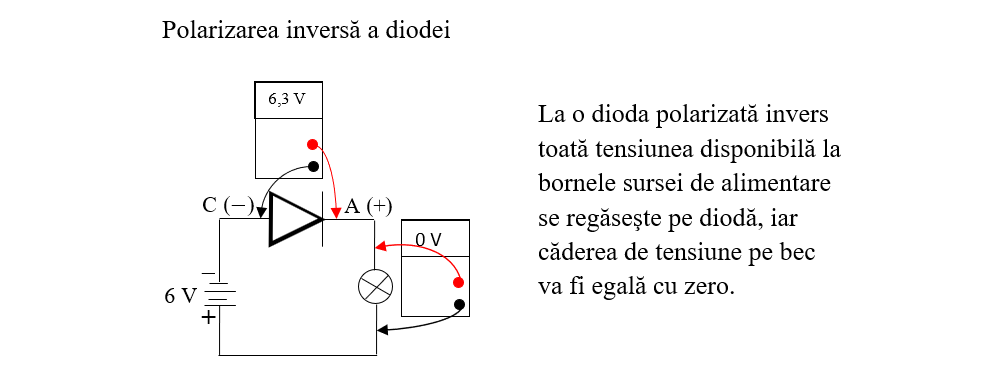 Polarizarea inversă a diodei
6,3 V
La o dioda polarizată invers
toată tensiunea disponibilă la
bornele sursei de alimentare
se regăseşte pe diodă, iar
căderea de tensiune pe bec
va fi egală cu zero.
C (−)
A (+)
0 V
−
6 V
+